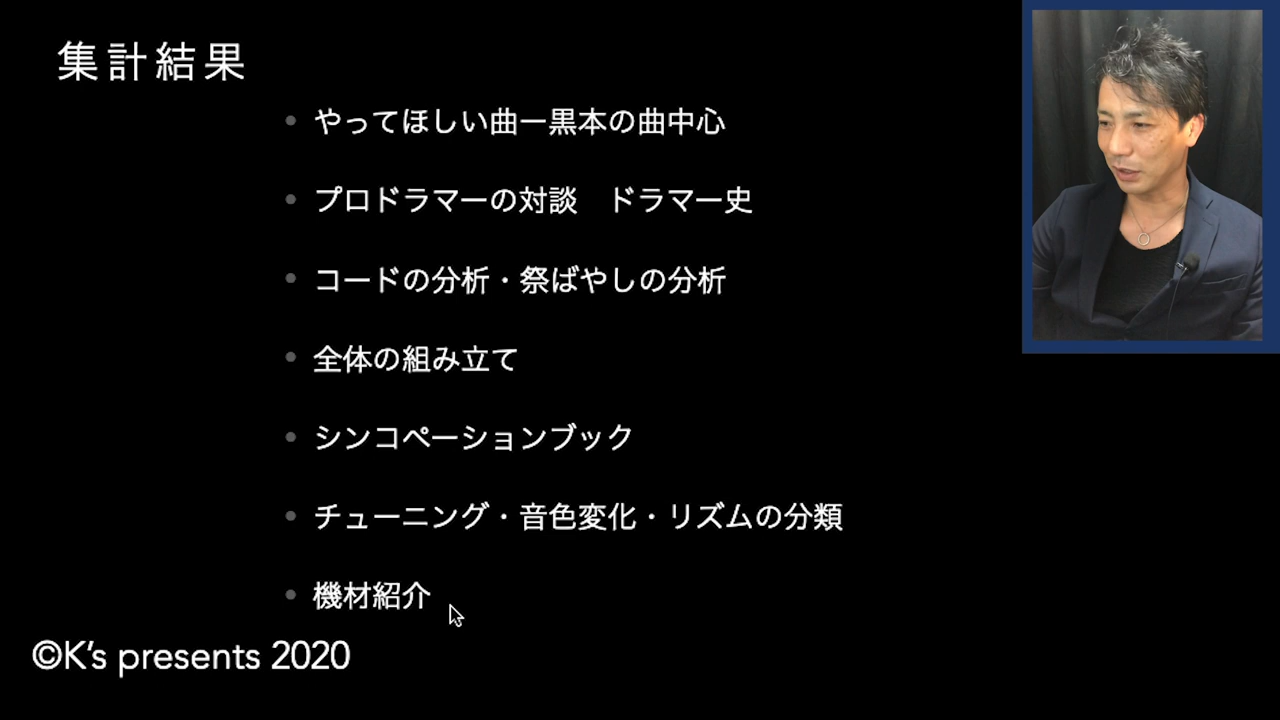 集計結果
• やってほしい曲ー黒本の曲中心
• プロドラマーの対談　ドラマー史
• コードの分析・祭ばやしの分析
• 全体の組み立て
• シンコペーションブック
• チューニング・音色変化・リズムの分類
• 機材紹介
©K’s presents 2020